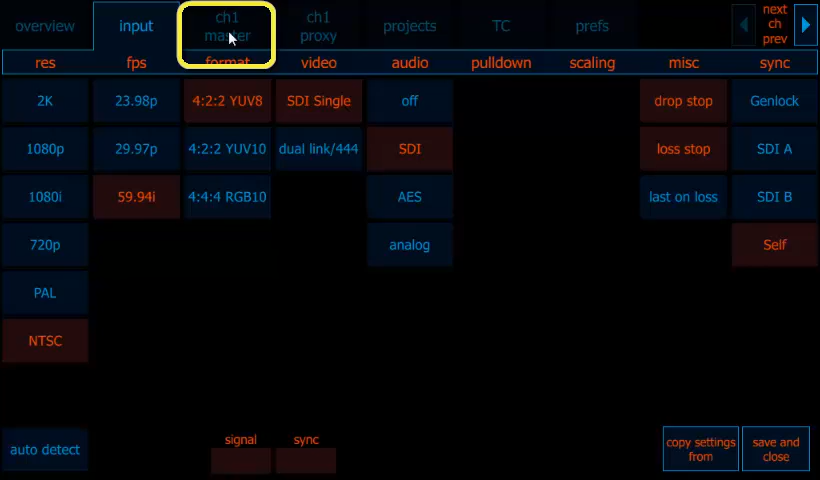 overview input ch1 master ch1 proxy projects TC prefs next ch prev
res fps format video audio pulldown scaling misc sync
2K 23.98p 4:2:2 YUV8 SDI Single off drop stop Genlock
1080p 29.97p 4:2:2 YUV10 dual link/444 SDI loss stop SDI A
1080i 59.94i 4:4:4 RGB10 AES last on loss SDI B
720p analog Self
PAL
NTSC
auto detect signal sync copy settings from save and close